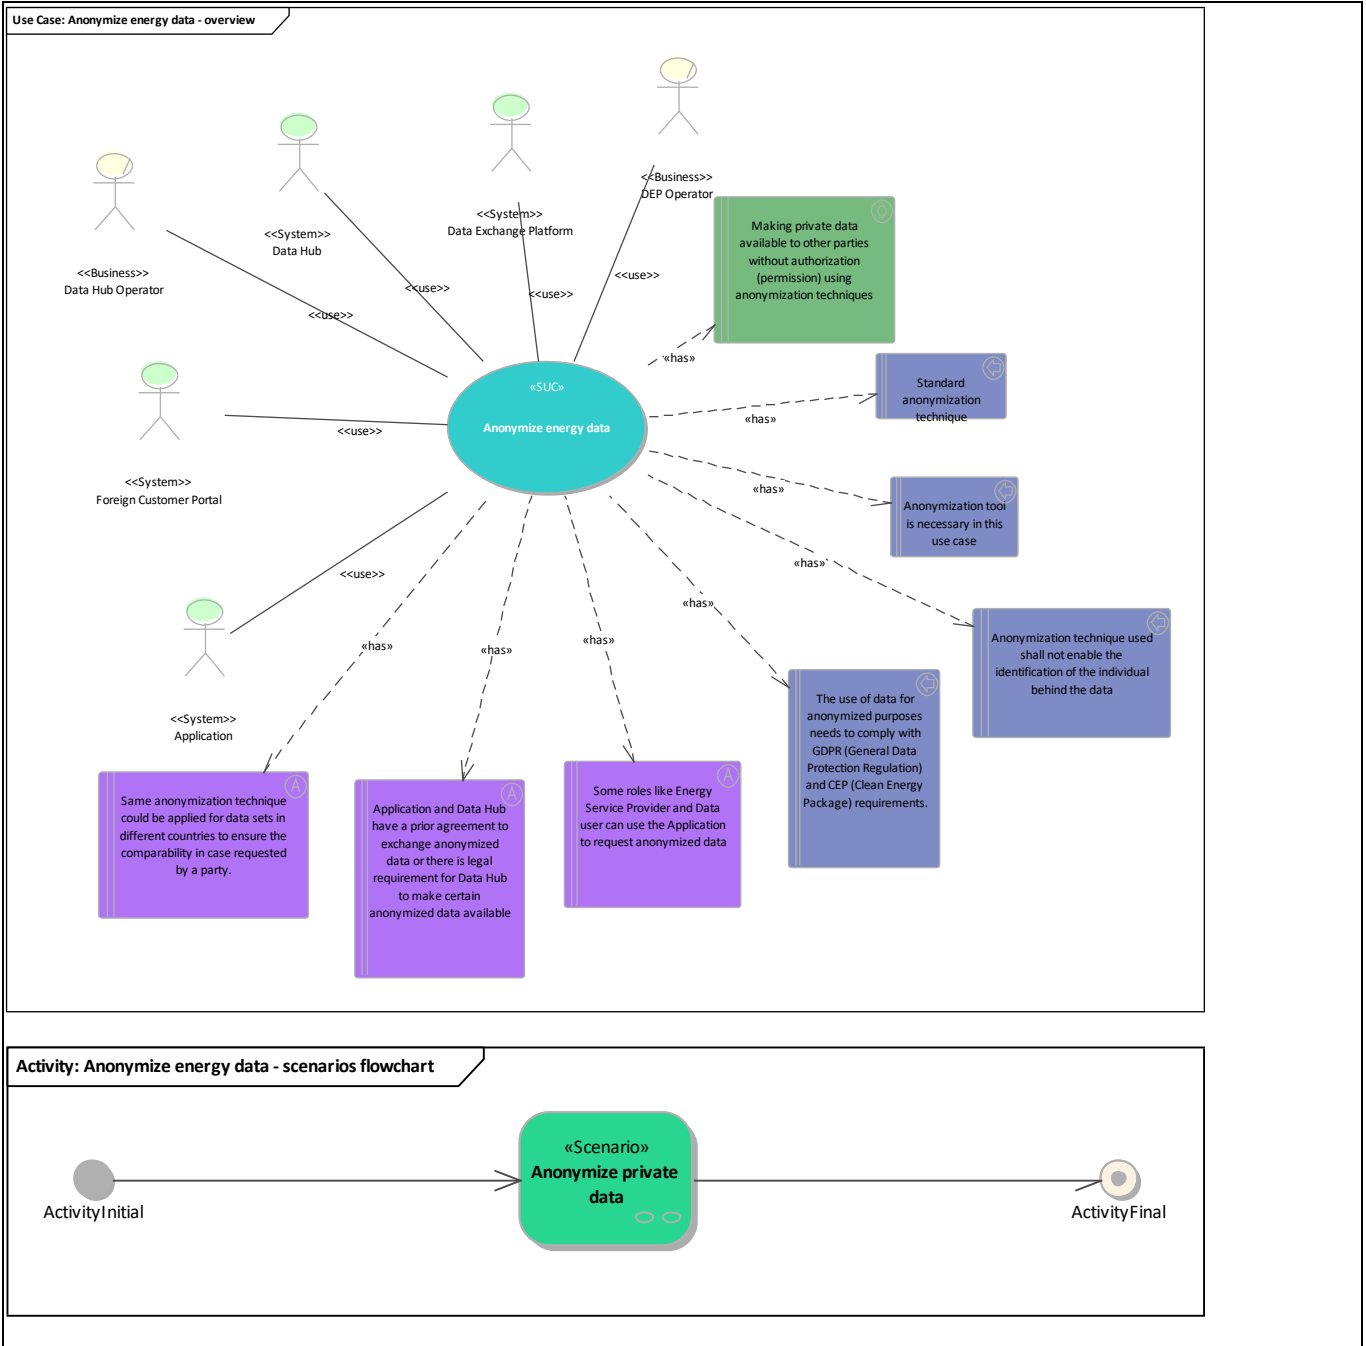 Use Case: Anonymize energy data - overview
<<Business>>
DEP Operator
<<System>>
Data Exchange Platform
<<System>>
Data Hub
<<Business>>
Data Hub Operator
<<use>>
<<use>>
<<use>>
<<use>>
O
Making private data
available to other parties
without authorization
(permission) using
anonymization techniques
«has»
«SUC»
Anonymize energy data
Standard
anonymization
technique
«has»
<<use>>
<<System>>
Foreign Customer Portal
Anonymization tool
is necessary in this
use case
«has»
<<use>>
<<System>>
Application
«has»
Anonymization technique used
shall not enable the
identification of the individual
behind the data
«has»
«has»
«has»
«has»
The use of data for
anonymized purposes
needs to comply with
GDPR (General Data
Protection Regulation)
and CEP (Clean Energy
Package) requirements.
A
Same anonymization technique
could be applied for data sets in
different countries to ensure the
comparability in case requested
by a party.
A
Application and Data Hub
have a prior agreement to
exchange anonymized
data or there is legal
requirement for Data Hub
to make certain
anonymized data available
A
Some roles like Energy
Service Provider and Data
user can use the Application
to request anonymized data
Activity: Anonymize energy data - scenarios flowchart
ActivityInitial
«Scenario»
Anonymize private
data
ActivityFinal